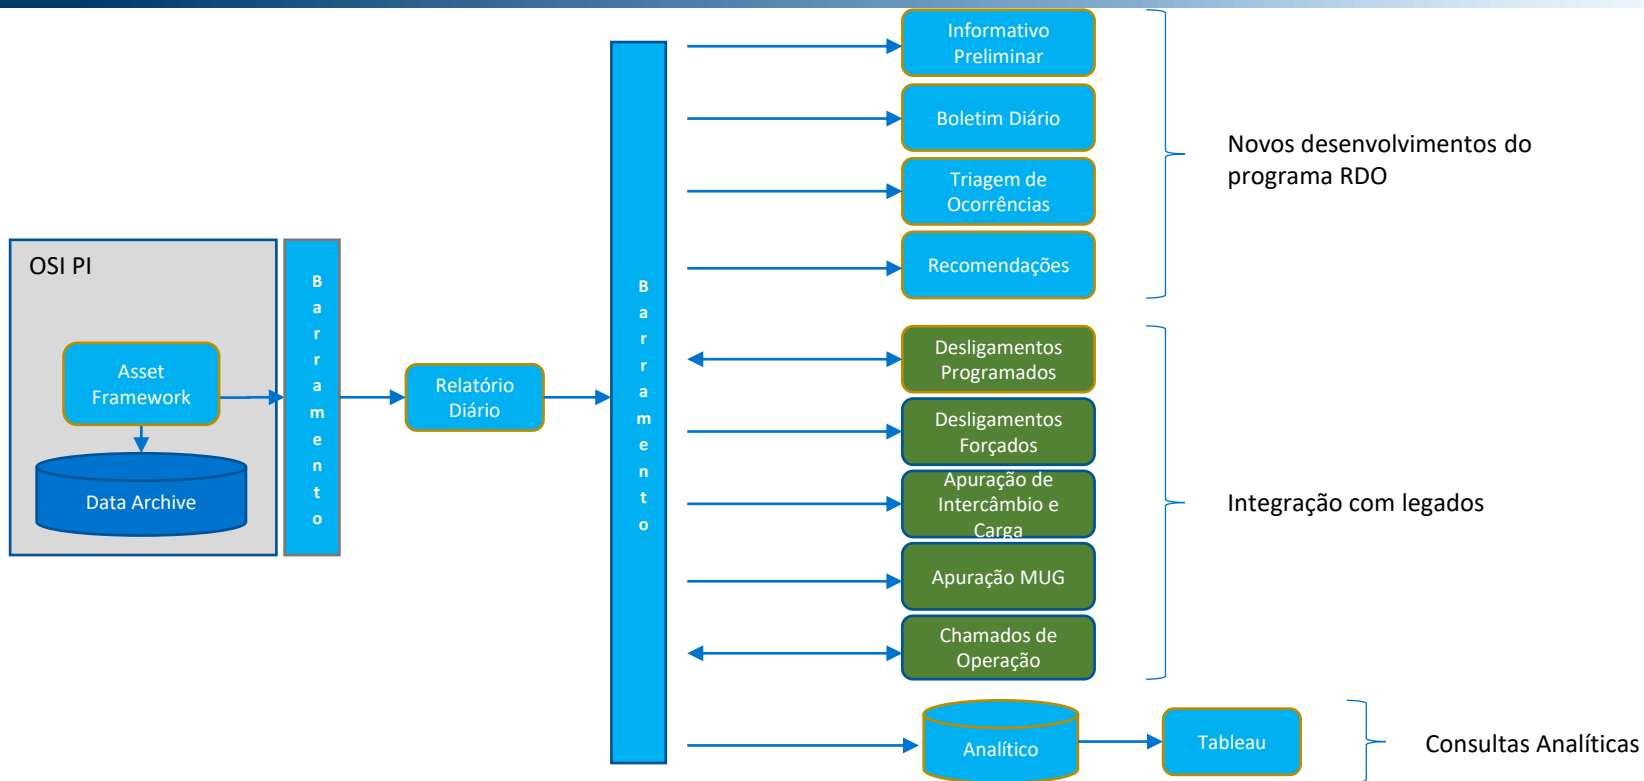 Informativo
Preliminar
Boletim Diário
Triagem de
Ocorrências
Recomendações
Novos desenvolvimentos do
programa RDO
OSI PI
Asset
Framework
Data Archive
B
a
r
r
a
m
e
n
t
o
Relatório
Diário
B
a
r
r
a
m
e
n
t
o
Desligamentos
Programados
Desligamentos
Forçados
Apuração de
Intercâmbio e
Carga
Apuração MUG
Chamados de
Operação
Integração com legados
Analítico
Tableau
Consultas Analíticas